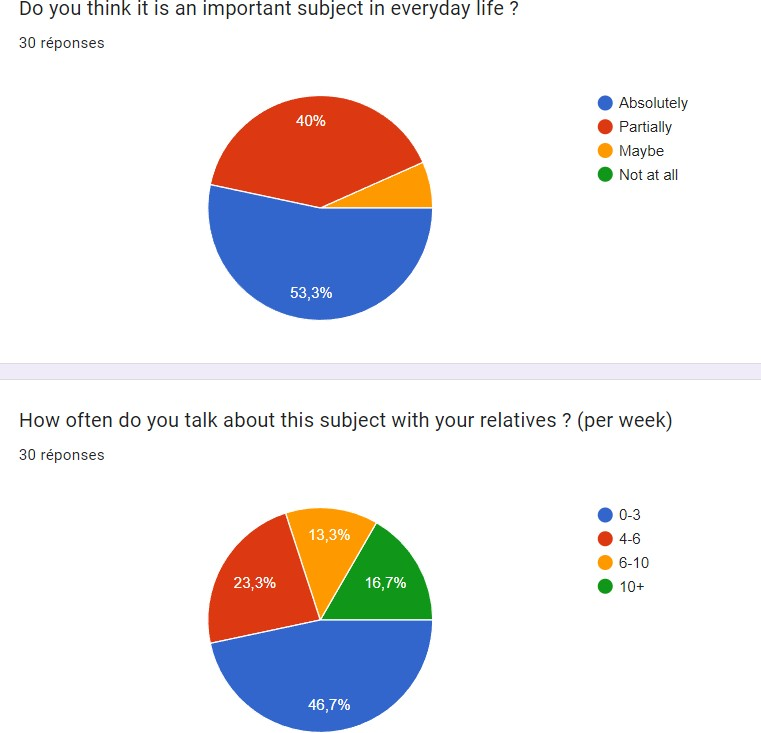 Do you think it is an important subject in everyday life ?
30 réponses
40%
53,3%
Absolutely
Partially
Maybe
Not at all
How often do you talk about this subject with your relatives ? (per week)
30 réponses
13,3%
23,3%
16,7%
46,7%
0-3
4-6
6-10
10+